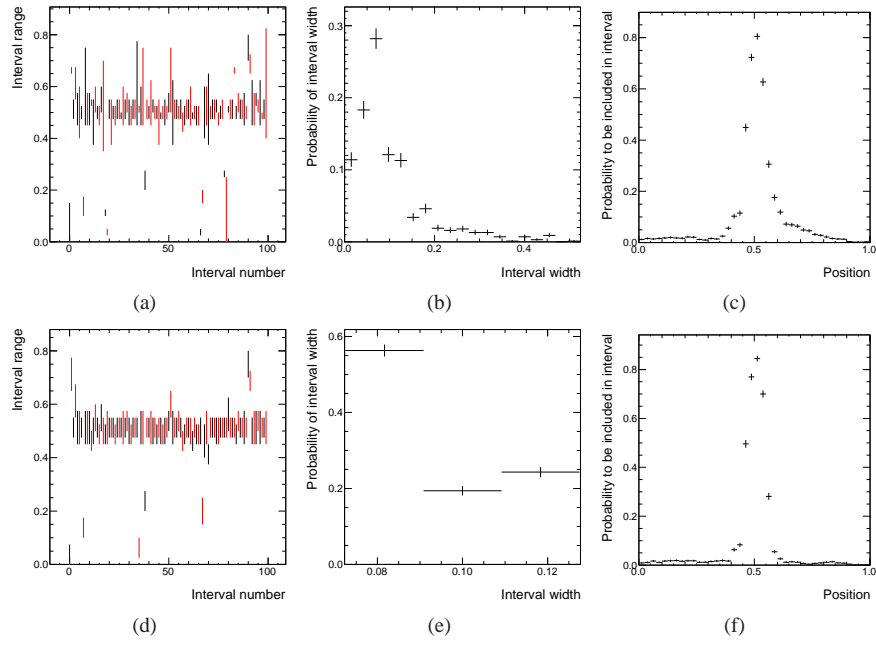 Interval range
0.8
0.6
0.4
0.2
0.0
0
50
100
Interval number
(a)
Probability of interval width
0.3
0.2
0.1
0.0
0.0
0.2
0.4
Interval width
(b)
Probability to be included in interval
0.8
0.6
0.4
0.2
0.0
0.0
0.5
1.0
Position
(c)
Interval range
0.8
0.6
0.4
0.2
0.0
0
50
100
Interval number
(d)
Probability of interval width
0.6
0.4
0.2
0.0
0.08
0.10
0.12
Interval width
(e)
Probability to be included in interval
0.8
0.6
0.4
0.2
0.0
0.0
0.5
1.0
Position
(f)